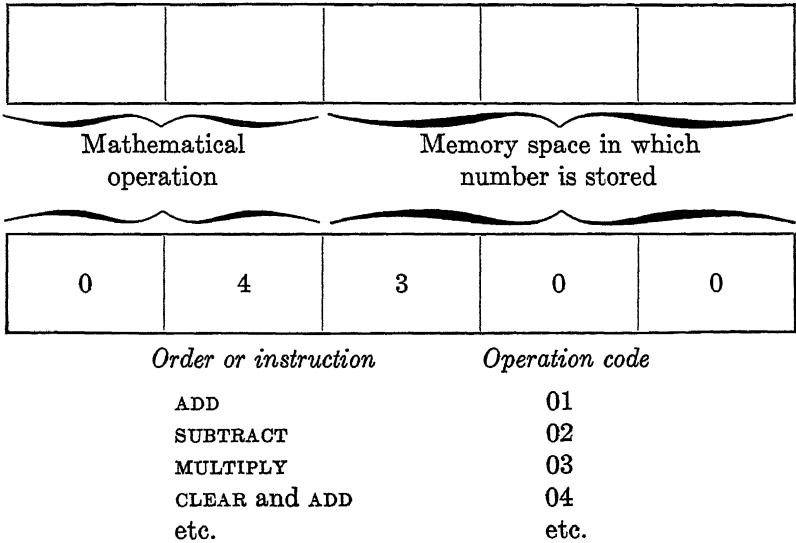 Mathematical operation
Memory space in which number is stored
0 4 3 0 0
Order or instruction Operation code
ADD 01
SUBTRACT 02
MULTIPLY 03
CLEAR and ADD 04
etc. etc.